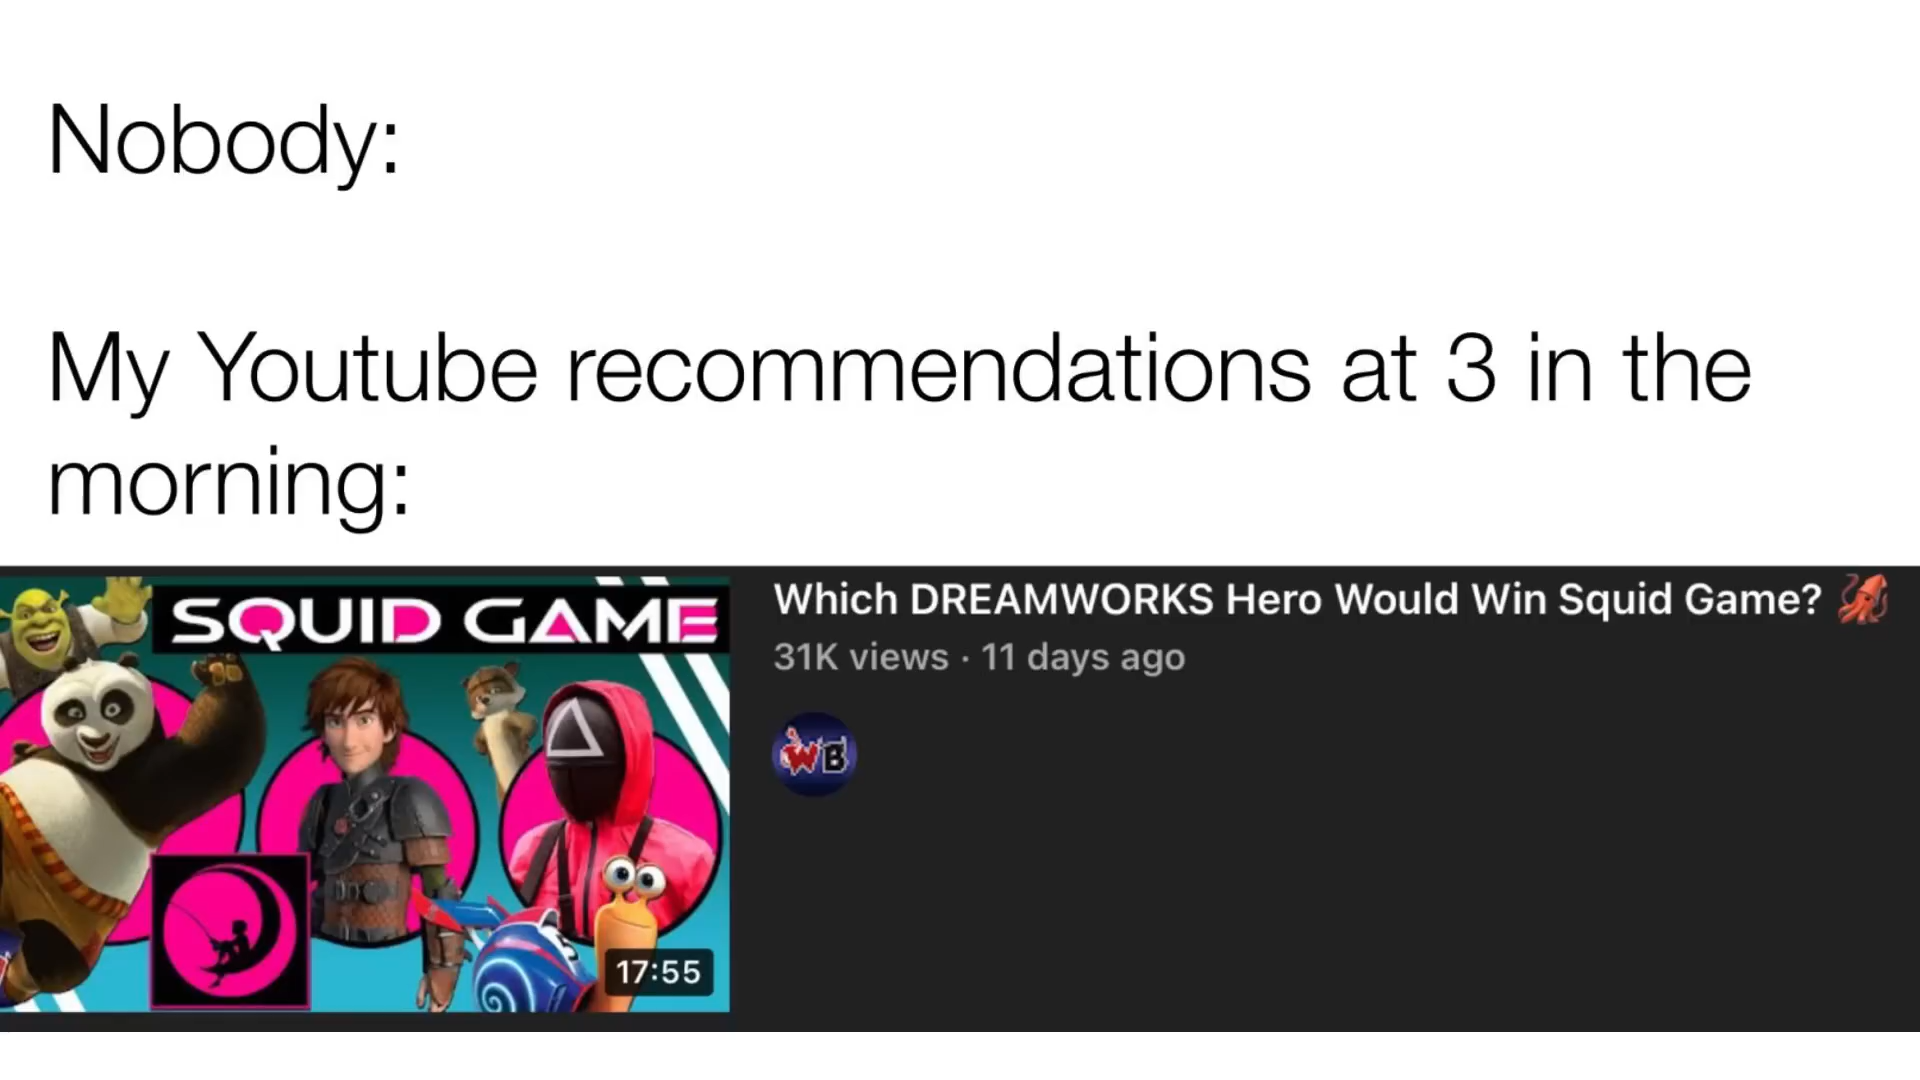 Nobody:
My Youtube recommendations at 3 in the
morning:
SQUID GAME
17:55
Which DREAMWORKS Hero Would Win Squid Game? 🦑
31K views · 11 days ago
WB